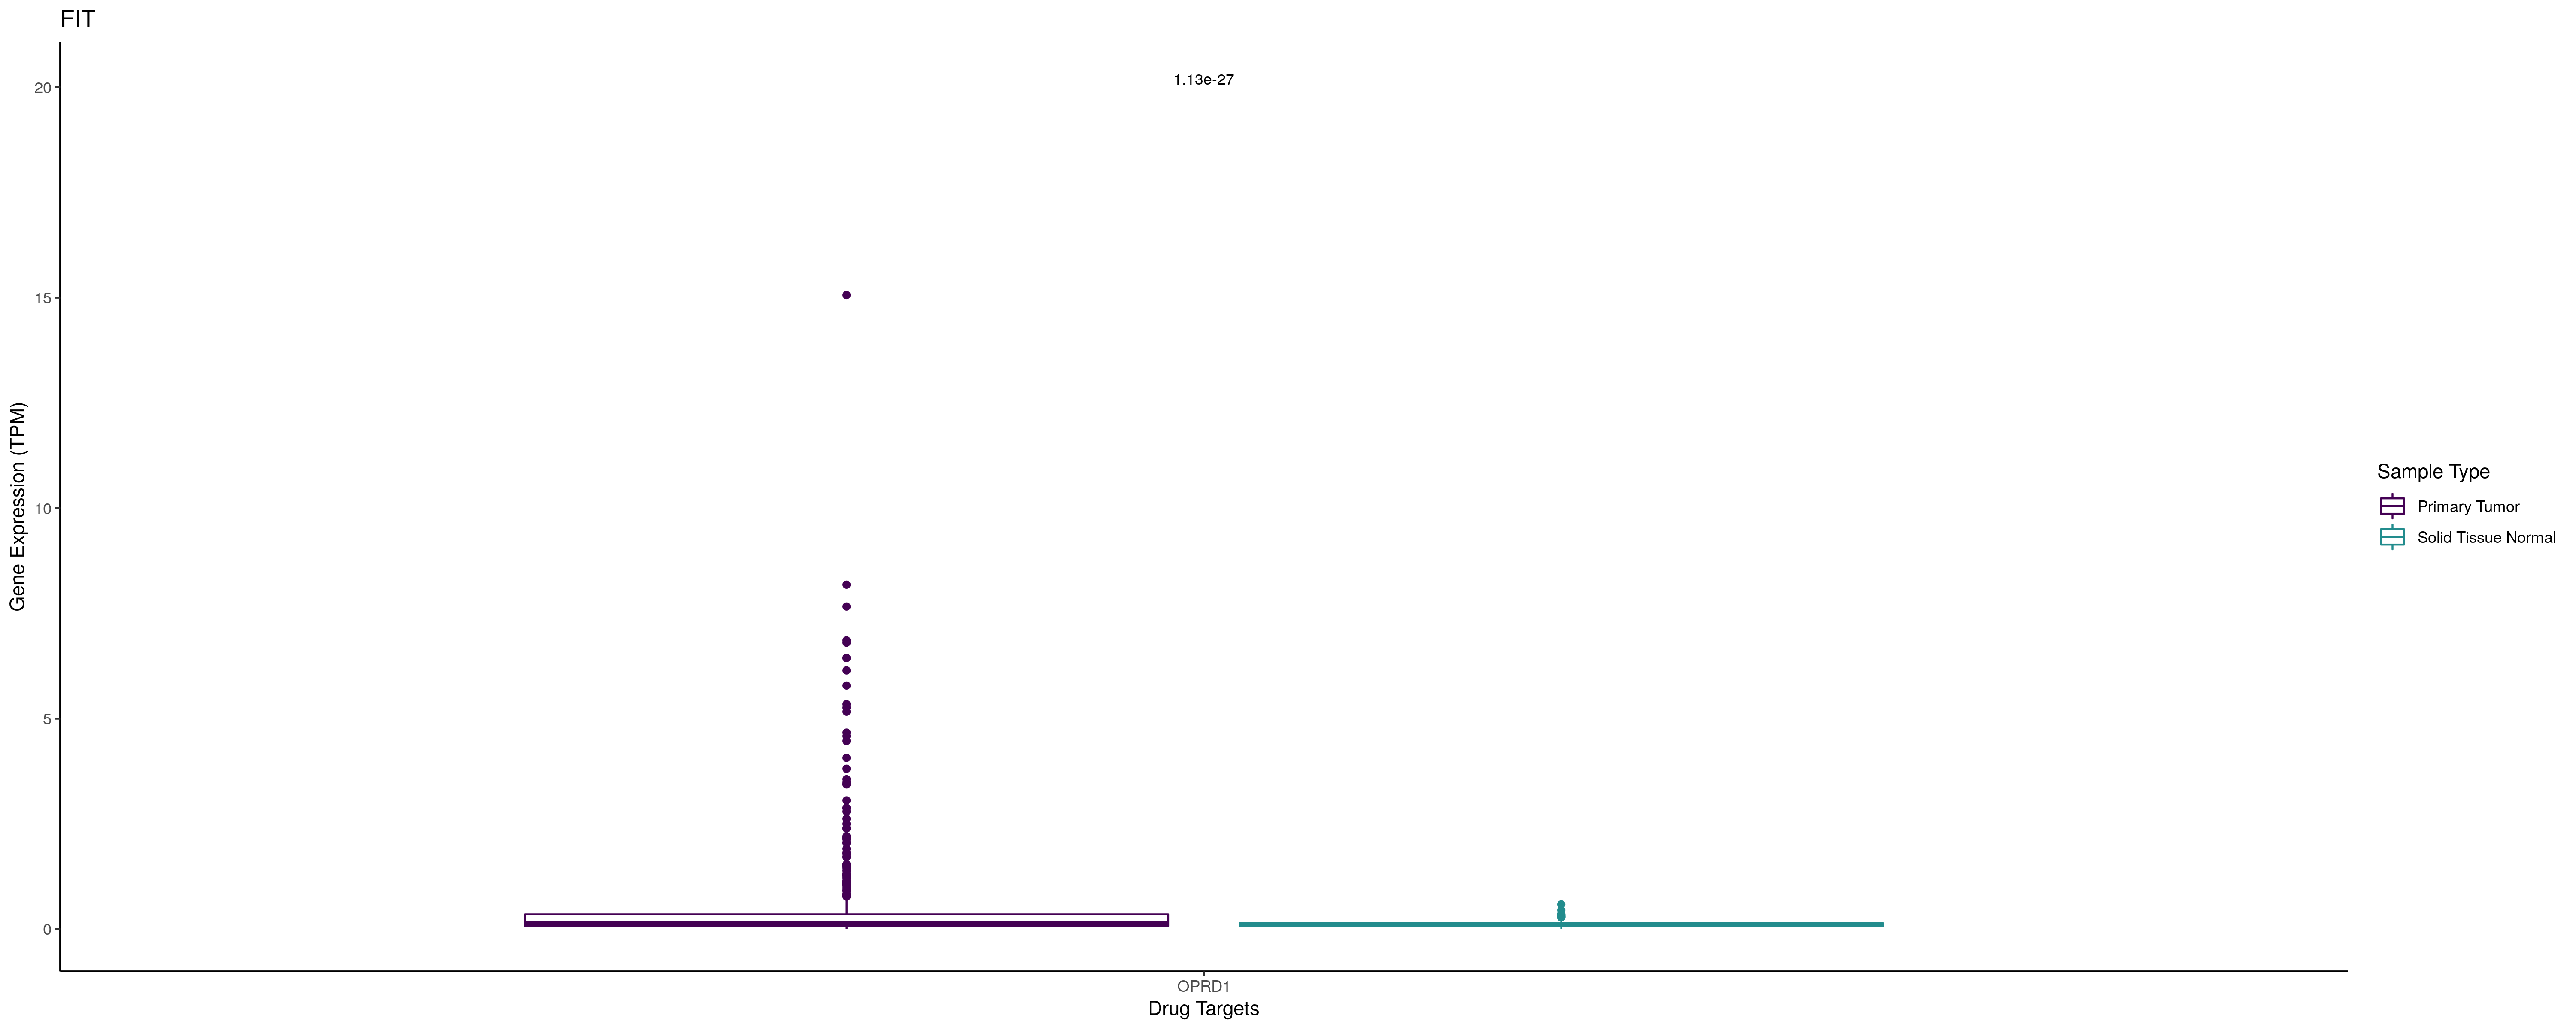 FIT
1.13e-27
20
15
10
5
0
Gene Expression (TPM)
OPRD1
Drug Targets
Sample Type
Primary Tumor
Solid Tissue Normal